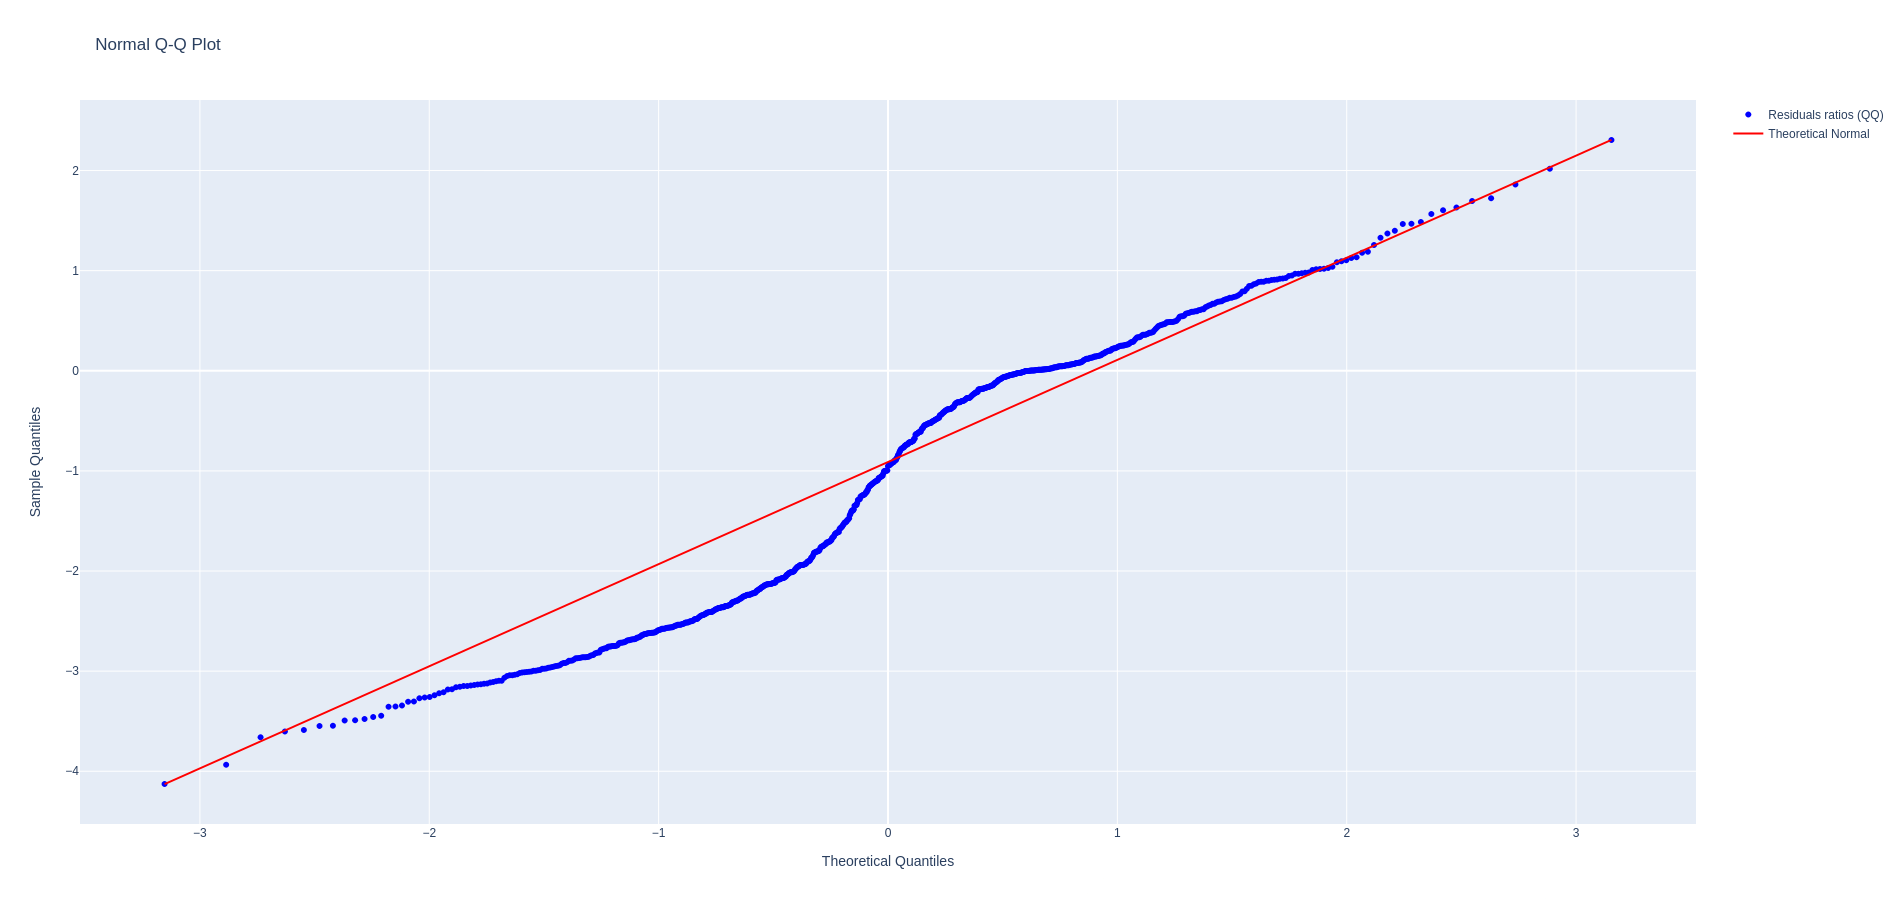 Normal Q-Q Plot
Residuals ratios (QQ)
Theoretical Normal
2
1
0
−1
−2
−3
−4
Sample Quantiles
−3
−2
−1
0
1
2
3
Theoretical Quantiles